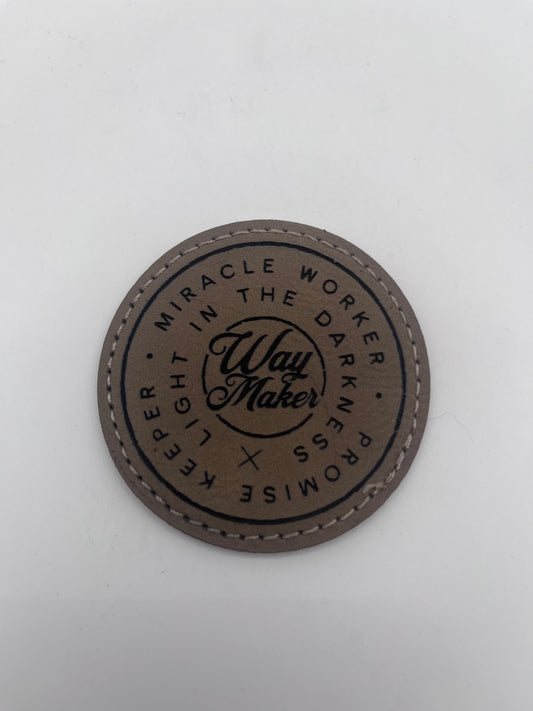 • MIRACLE WORKER • PROMISE KEEPER
LIGHT IN THE DARKNESS X
Way
Maker